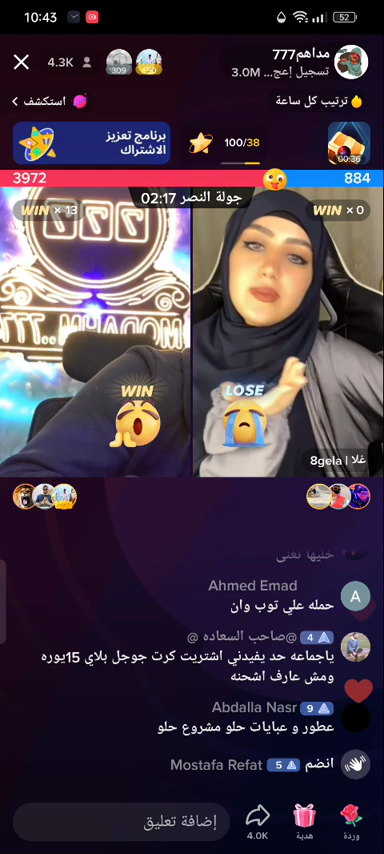 10:43
52
مداهم777
تسجيل إعج... 3.0M
4.3K
309
450
ترتيب كل ساعة
استكشف
برنامج تعزيز
الاشتراك
100/38
00:36
3972
884
جولة النصر 02:17
WIN × 13
WIN × 0
777
MODAHM..777
WIN
LOSE
8gela | غلا
خليها تغني
Ahmed Emad
حمله علي توب وان
@صاحب السعاده @ 4
ياجماعه حد يفيدني اشتريت كرت جوجل بلاي 15يوره
ومش عارف اشحنه
Abdalla Nasr 9
عطور و عبايات حلو مشروع حلو
Mostafa Refat 5 انضم
إضافة تعليق
4.0K
هدية
وردة